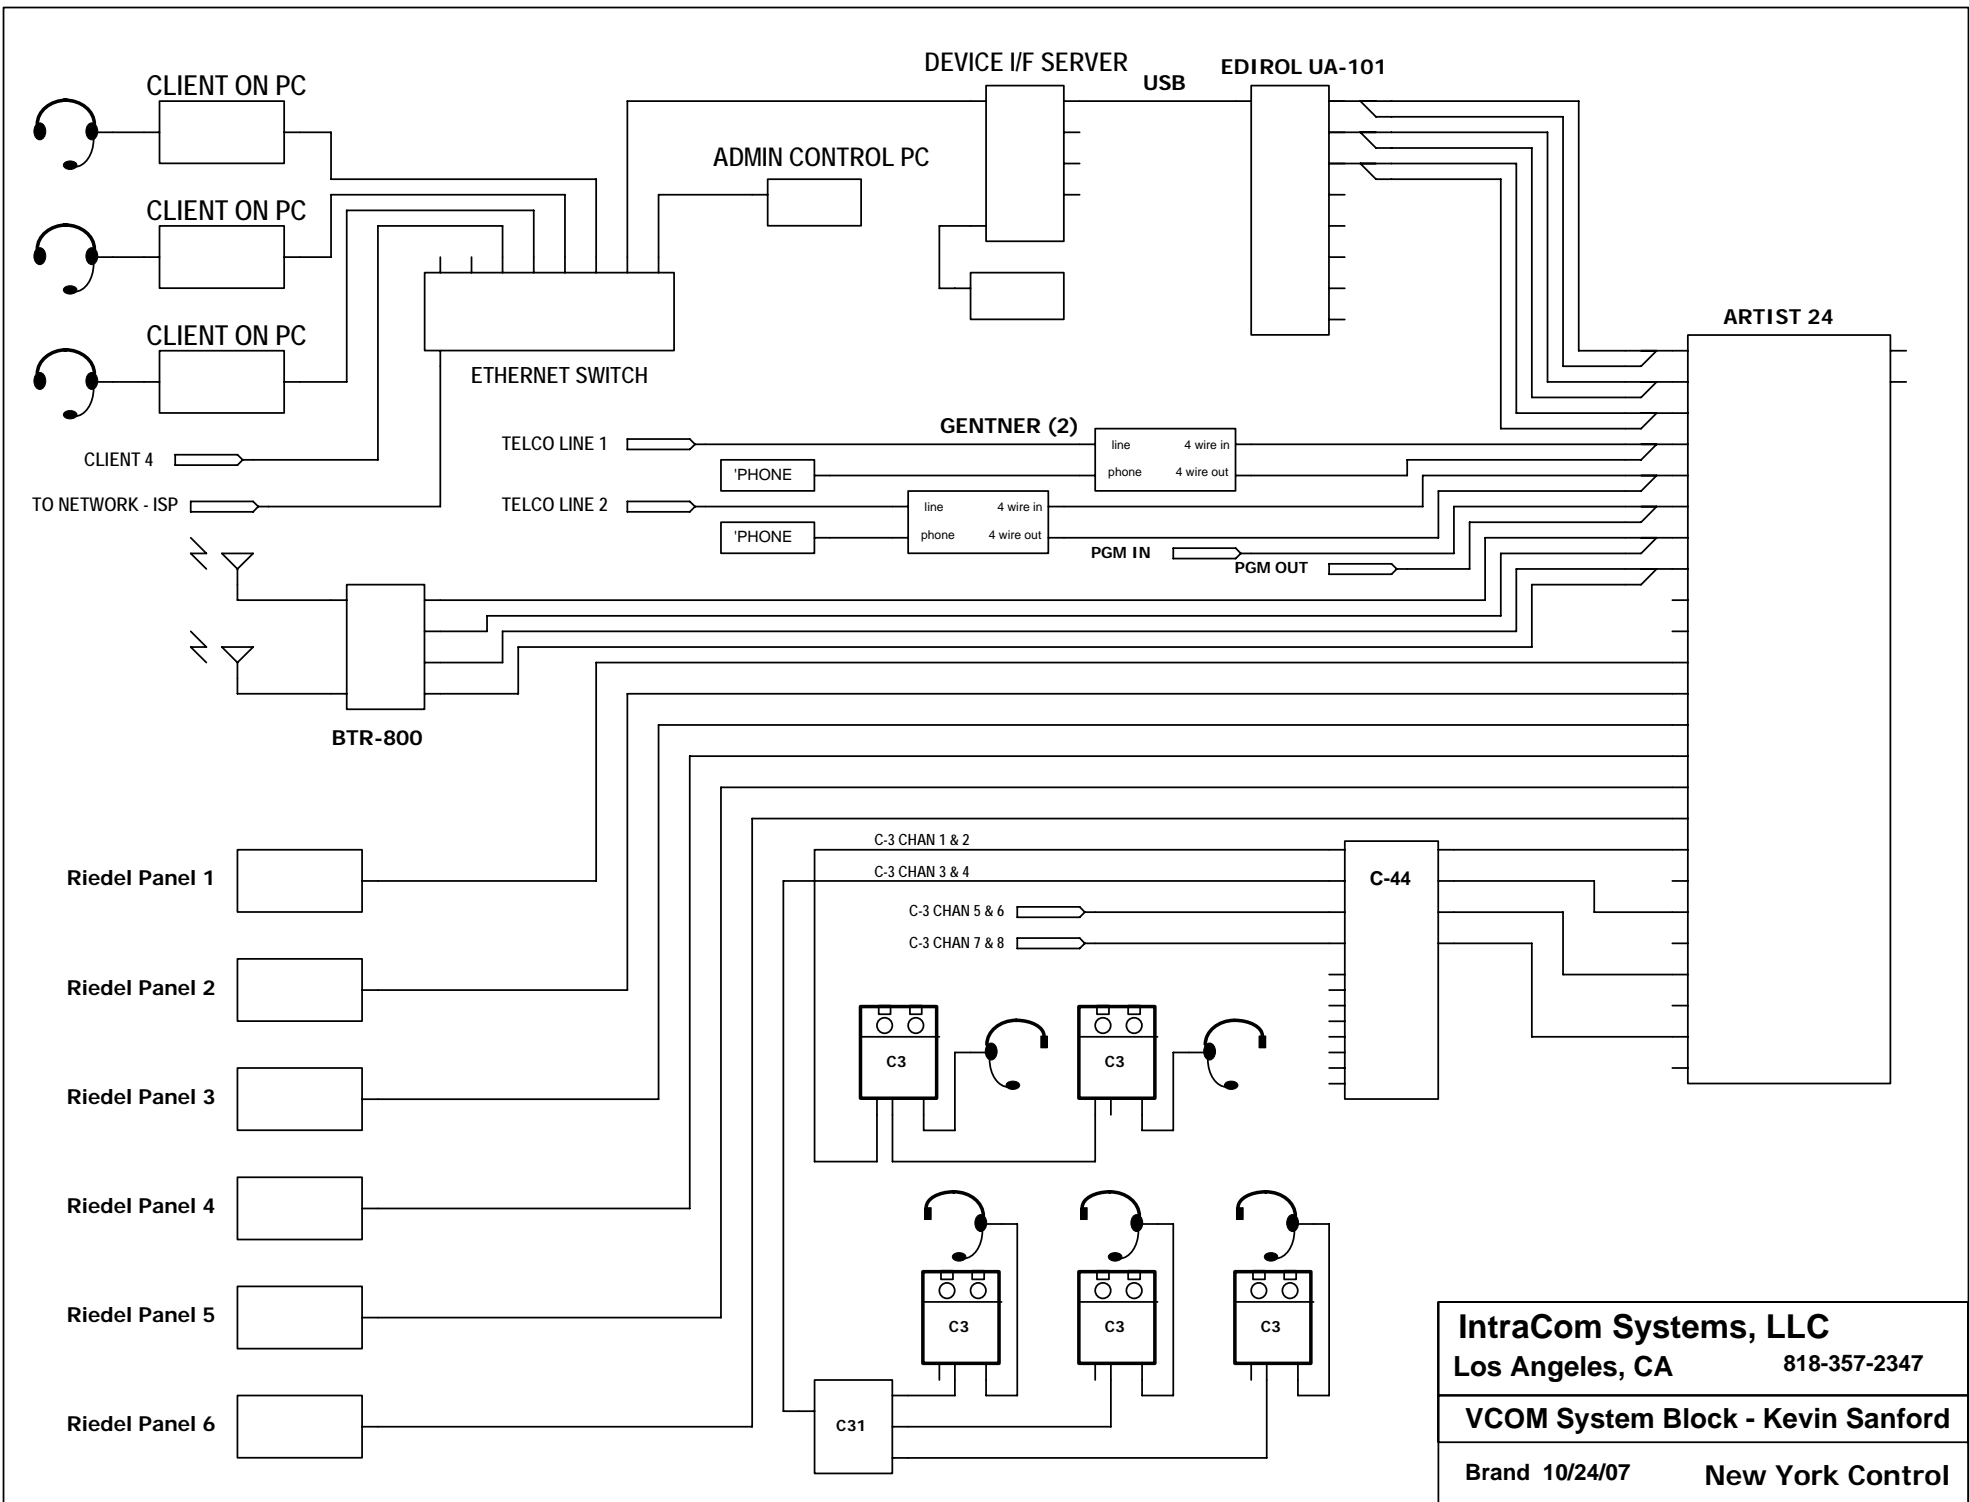 DEVICE I/F SERVER
USB
EDIROL UA-101
CLIENT ON PC
ADMIN CONTROL PC
CLIENT ON PC
CLIENT ON PC
ARTIST 24
ETHERNET SWITCH
GENTNER (2)
TELCO LINE 1
line
4 wire in
phone
4 wire out
'PHONE
CLIENT 4
TO NETWORK - ISP
TELCO LINE 2
line
4 wire in
phone
4 wire out
'PHONE
PGM IN
PGM OUT
BTR-800
C-3 CHAN 1 & 2
C-3 CHAN 3 & 4
C-3 CHAN 5 & 6
C-3 CHAN 7 & 8
C-44
Riedel Panel 1
Riedel Panel 2
C3
C3
Riedel Panel 3
Riedel Panel 4
Riedel Panel 5
C3
C3
C3
Riedel Panel 6
C31
IntraCom Systems, LLC
Los Angeles, CA 818-357-2347
VCOM System Block - Kevin Sanford
Brand 10/24/07 New York Control